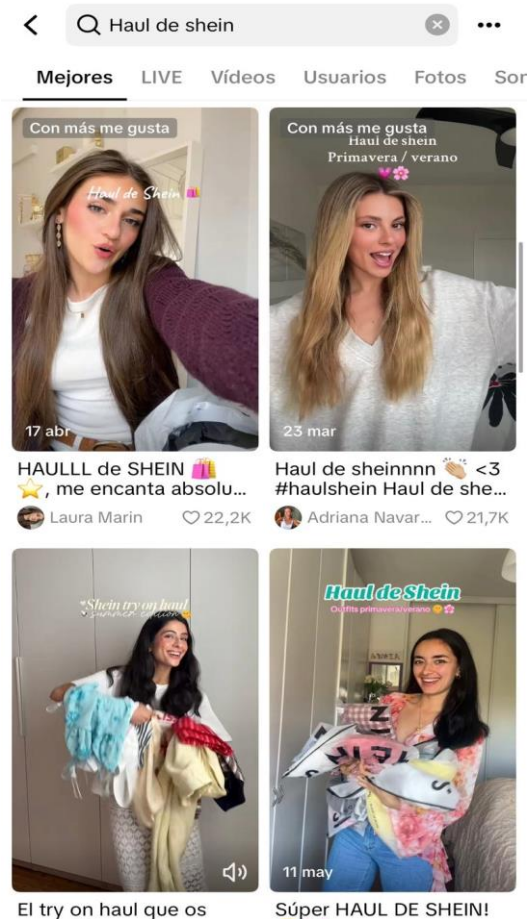 Haul de shein
Mejores LIVE Vídeos Usuarios Fotos Son
Con más me gusta
Haul de Shein 🛍️
17 abr
HAULLL de SHEIN 🛍️
⭐, me encanta absolu...
Laura Marin ♡ 22,2K
Con más me gusta
Haul de shein
Primavera / verano
💗🌸
23 mar
Haul de sheinnnn 👏🏼 <3
#haulshein Haul de she...
Adriana Navar... ♡ 21,7K
Shein try on haul
summer edition
El try on haul que os
Haul de Shein
Outfits primavera/verano 🌞🌸
11 may
Súper HAUL DE SHEIN!